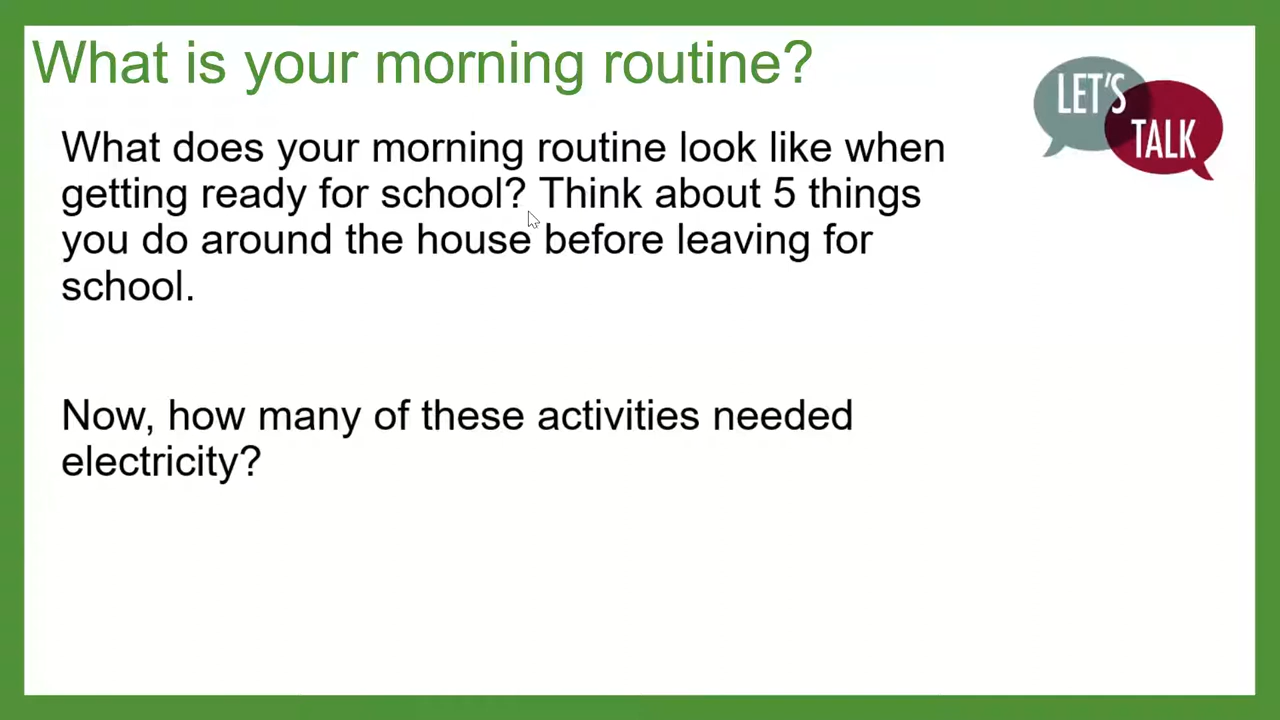 What is your morning routine?
LET'S
TALK
What does your morning routine look like when
getting ready for school? Think about 5 things
you do around the house before leaving for
school.
Now, how many of these activities needed
electricity?